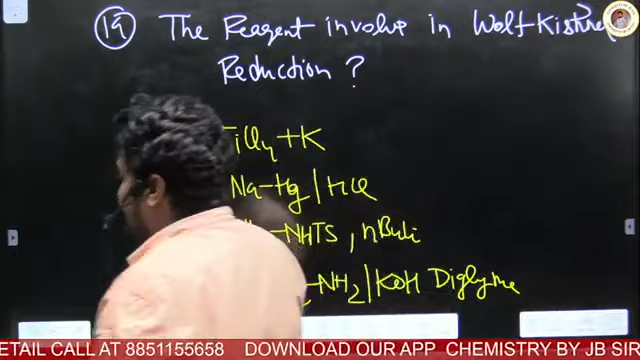 19 The Reagent involve in Wolf-Kishner
Reduction ?
TiCl4 + K
Na-Hg | HCl
-NHTS , nBuLi
-NH2 | KOH Diglyme
ETAIL CALL AT 8851155658 DOWNLOAD OUR APP CHEMISTRY BY JB SIR